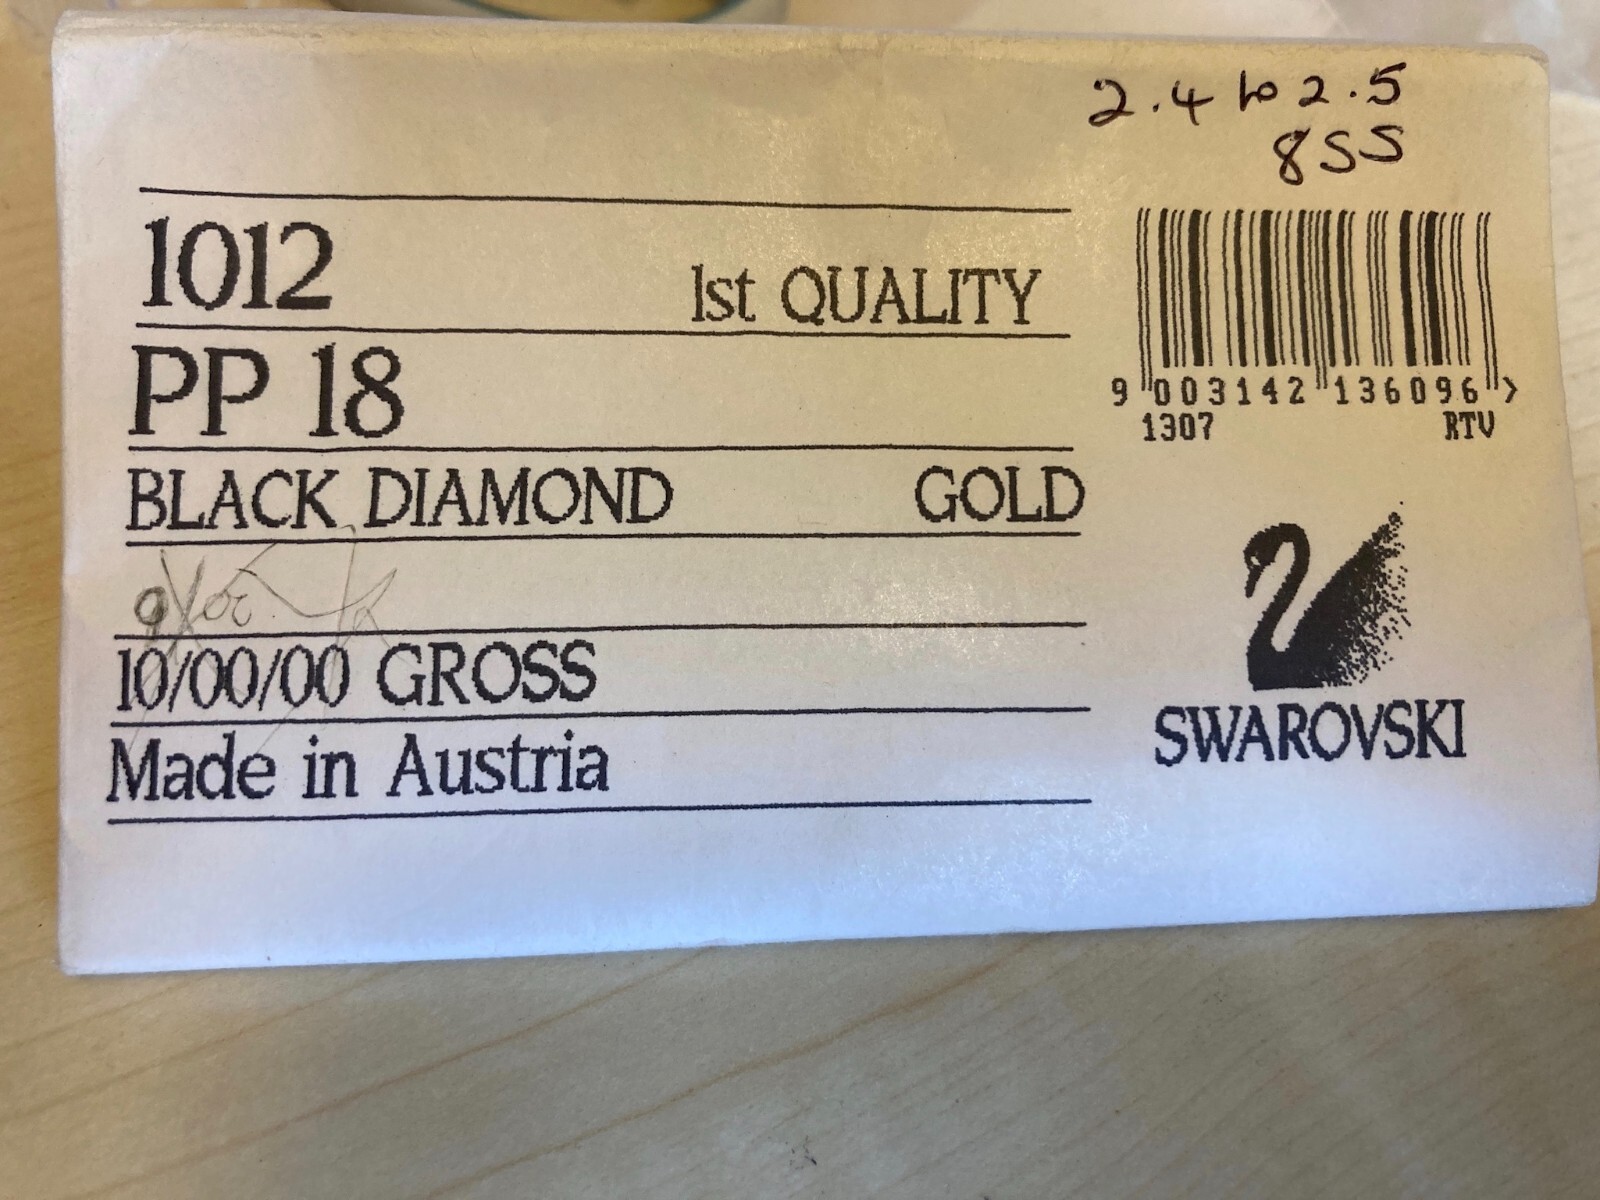 2.4 to 2.5
8SS
1012
1st QUALITY
PP 18
BLACK DIAMOND GOLD
10/00/00 GROSS
Made in Austria
9 003142 136096 >
1307 RTV
SWAROVSKI